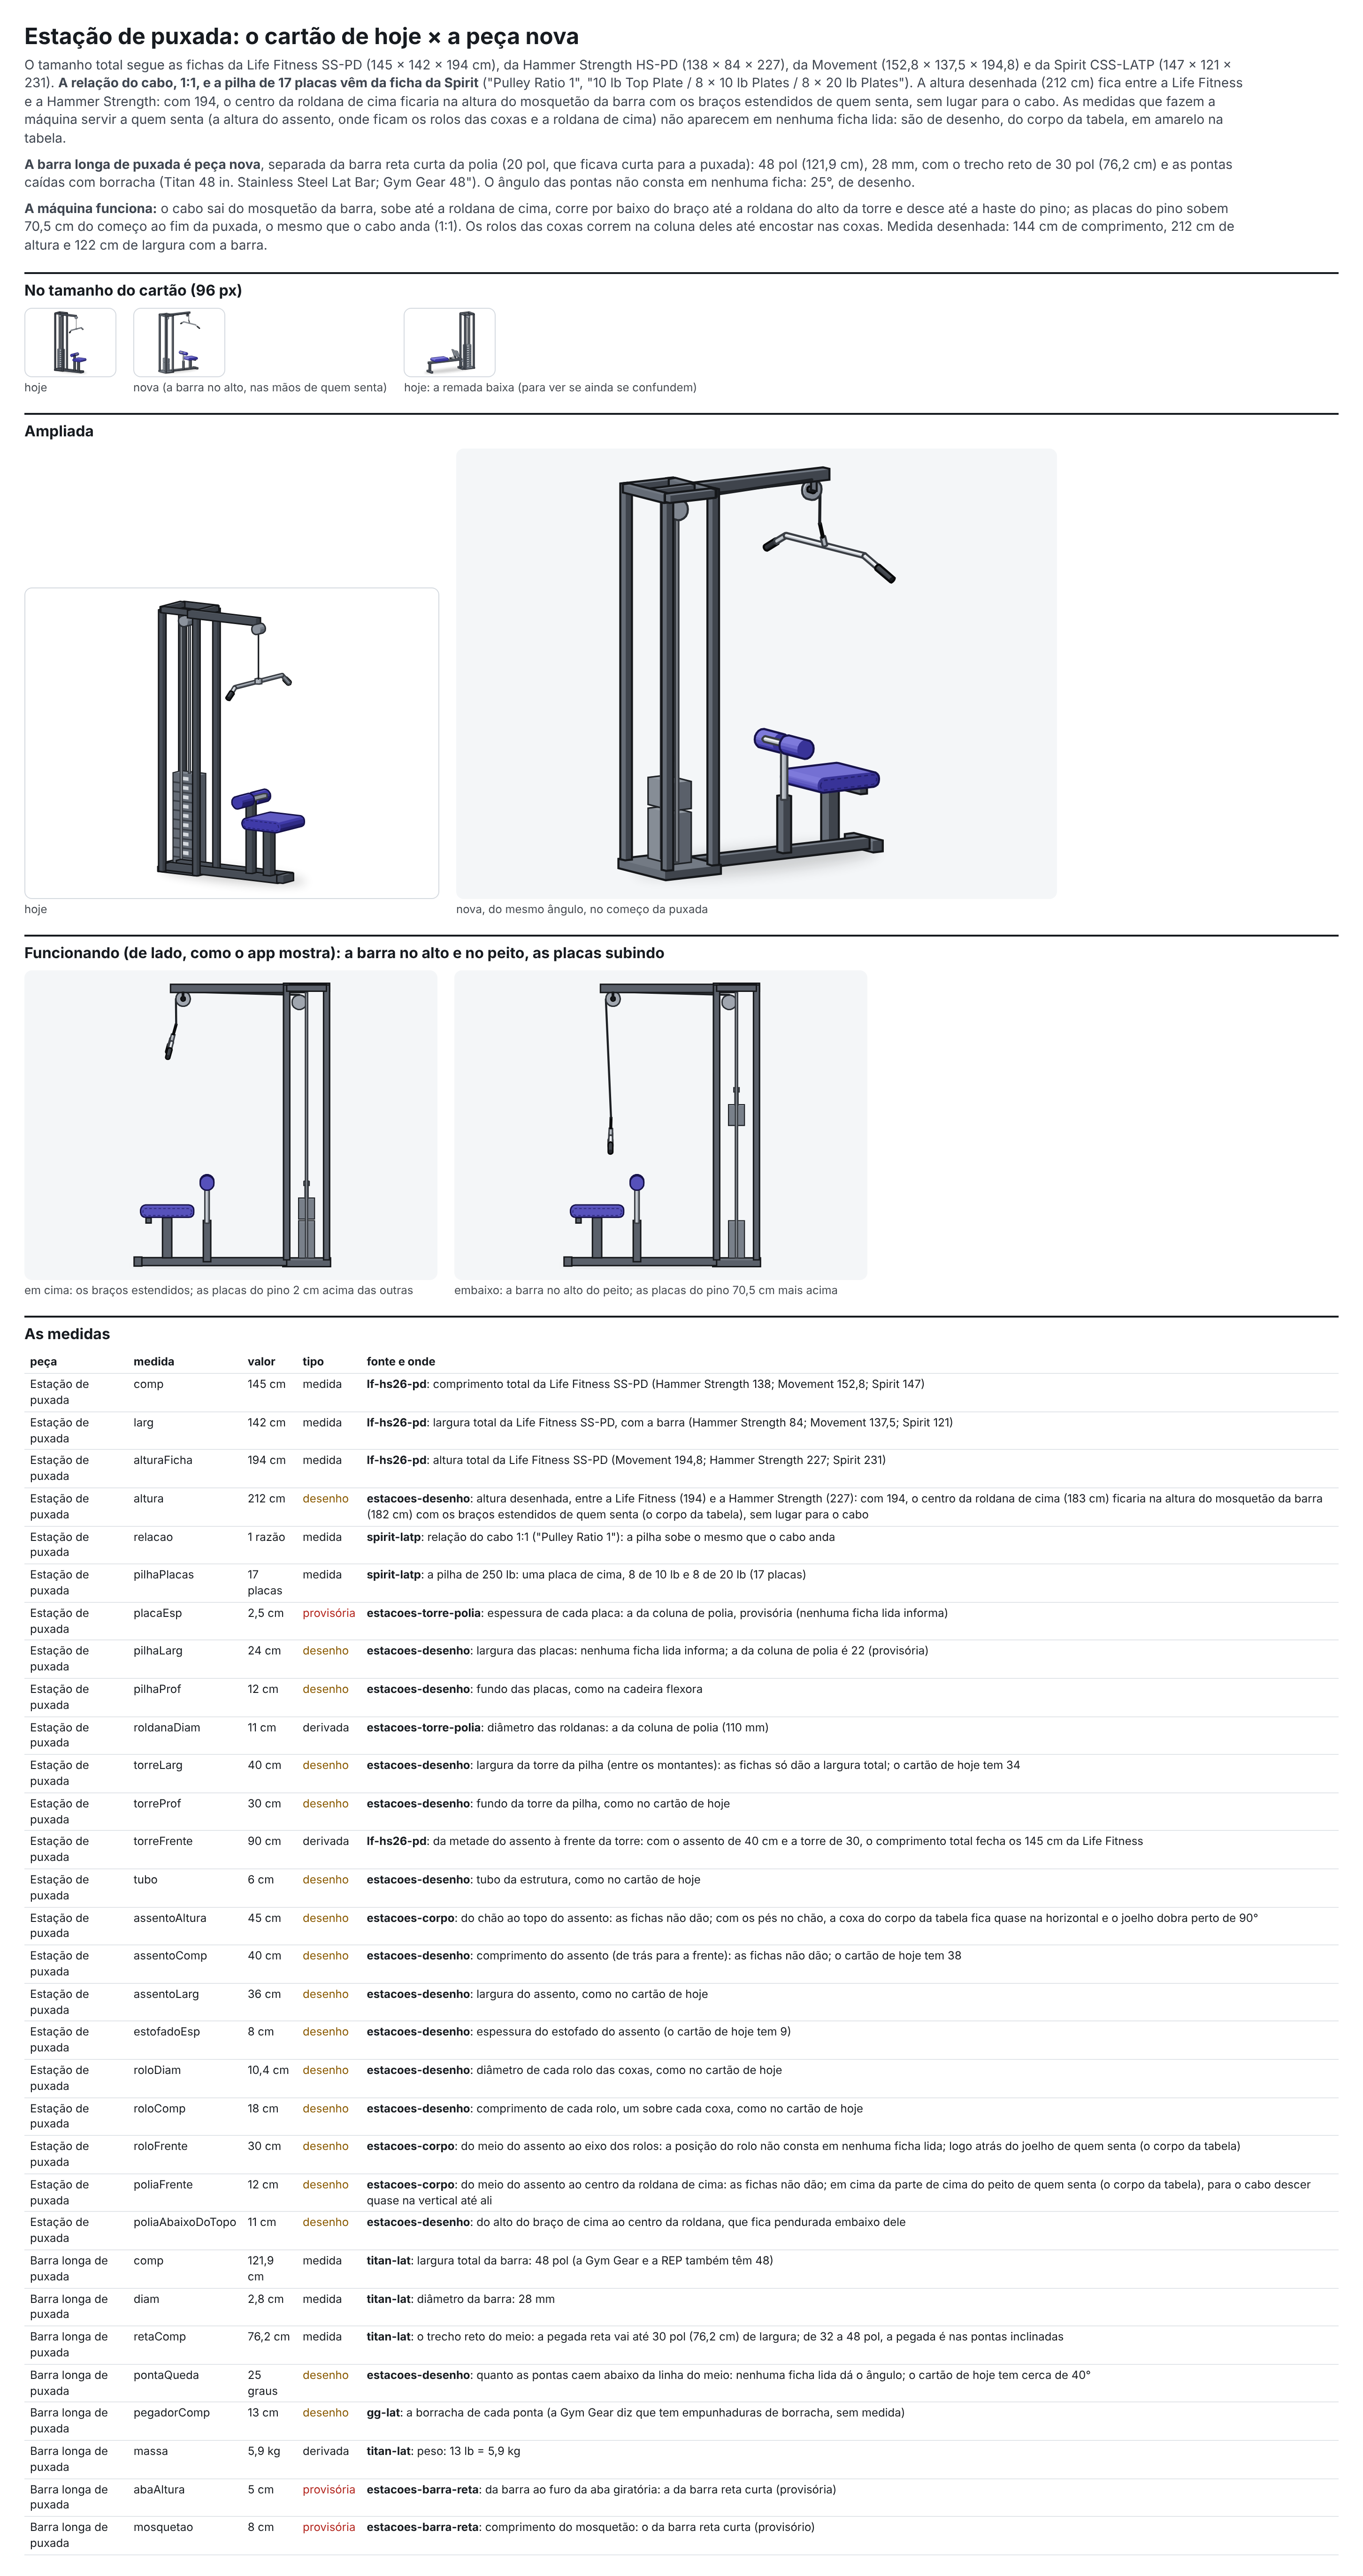 Estação de puxada: o cartão de hoje × a peça nova
O tamanho total segue as fichas da Life Fitness SS-PD (145 × 142 × 194 cm), da Hammer Strength HS-PD (138 × 84 × 227), da Movement (152,8 × 137,5 × 194,8) e da Spirit CSS-LATP (147 × 121 ×
231). A relação do cabo, 1:1, e a pilha de 17 placas vêm da ficha da Spirit ("Pulley Ratio 1", "10 lb Top Plate / 8 × 10 lb Plates / 8 × 20 lb Plates"). A altura desenhada (212 cm) fica entre a Life Fitness
e a Hammer Strength: com 194, o centro da roldana de cima ficaria na altura do mosquetão da barra com os braços estendidos de quem senta, sem lugar para o cabo. As medidas que fazem a
máquina servir a quem senta (a altura do assento, onde ficam os rolos das coxas e a roldana de cima) não aparecem em nenhuma ficha lida: são de desenho, do corpo da tabela, em amarelo na
tabela.
A barra longa de puxada é peça nova, separada da barra reta curta da polia (20 pol, que ficava curta para a puxada): 48 pol (121,9 cm), 28 mm, com o trecho reto de 30 pol (76,2 cm) e as pontas
caídas com borracha (Titan 48 in. Stainless Steel Lat Bar; Gym Gear 48"). O ângulo das pontas não consta em nenhuma ficha: 25°, de desenho.
A máquina funciona: o cabo sai do mosquetão da barra, sobe até a roldana de cima, corre por baixo do braço até a roldana do alto da torre e desce até a haste do pino; as placas do pino sobem
70,5 cm do começo ao fim da puxada, o mesmo que o cabo anda (1:1). Os rolos das coxas correm na coluna deles até encostar nas coxas. Medida desenhada: 144 cm de comprimento, 212 cm de
altura e 122 cm de largura com a barra.
No tamanho do cartão (96 px)
hoje
nova (a barra no alto, nas mãos de quem senta)
hoje: a remada baixa (para ver se ainda se confundem)
Ampliada
hoje
nova, do mesmo ângulo, no começo da puxada
Funcionando (de lado, como o app mostra): a barra no alto e no peito, as placas subindo
em cima: os braços estendidos; as placas do pino 2 cm acima das outras
embaixo: a barra no alto do peito; as placas do pino 70,5 cm mais acima
As medidas
peça medida valor tipo fonte e onde
Estação de puxada comp 145 cm medida lf-hs26-pd: comprimento total da Life Fitness SS-PD (Hammer Strength 138; Movement 152,8; Spirit 147)
Estação de puxada larg 142 cm medida lf-hs26-pd: largura total da Life Fitness SS-PD, com a barra (Hammer Strength 84; Movement 137,5; Spirit 121)
Estação de puxada alturaFicha 194 cm medida lf-hs26-pd: altura total da Life Fitness SS-PD (Movement 194,8; Hammer Strength 227; Spirit 231)
Estação de puxada altura 212 cm desenho estacoes-desenho: altura desenhada, entre a Life Fitness (194) e a Hammer Strength (227): com 194, o centro da roldana de cima (183 cm) ficaria na altura do mosquetão da barra
(182 cm) com os braços estendidos de quem senta (o corpo da tabela), sem lugar para o cabo
Estação de puxada relacao 1 razão medida spirit-latp: relação do cabo 1:1 ("Pulley Ratio 1"): a pilha sobe o mesmo que o cabo anda
Estação de puxada pilhaPlacas 17 placas medida spirit-latp: a pilha de 250 lb: uma placa de cima, 8 de 10 lb e 8 de 20 lb (17 placas)
Estação de puxada placaEsp 2,5 cm provisória estacoes-torre-polia: espessura de cada placa: a da coluna de polia, provisória (nenhuma ficha lida informa)
Estação de puxada pilhaLarg 24 cm desenho estacoes-desenho: largura das placas: nenhuma ficha lida informa; a da coluna de polia é 22 (provisória)
Estação de puxada pilhaProf 12 cm desenho estacoes-desenho: fundo das placas, como na cadeira flexora
Estação de puxada roldanaDiam 11 cm derivada estacoes-torre-polia: diâmetro das roldanas: a da coluna de polia (110 mm)
Estação de puxada torreLarg 40 cm desenho estacoes-desenho: largura da torre da pilha (entre os montantes): as fichas só dão a largura total; o cartão de hoje tem 34
Estação de puxada torreProf 30 cm desenho estacoes-desenho: fundo da torre da pilha, como no cartão de hoje
Estação de puxada torreFrente 90 cm derivada lf-hs26-pd: da metade do assento à frente da torre: com o assento de 40 cm e a torre de 30, o comprimento total fecha os 145 cm da Life Fitness
Estação de puxada tubo 6 cm desenho estacoes-desenho: tubo da estrutura, como no cartão de hoje
Estação de puxada assentoAltura 45 cm desenho estacoes-corpo: do chão ao topo do assento: as fichas não dão; com os pés no chão, a coxa do corpo da tabela fica quase na horizontal e o joelho dobra perto de 90°
Estação de puxada assentoComp 40 cm desenho estacoes-desenho: comprimento do assento (de trás para a frente): as fichas não dão; o cartão de hoje tem 38
Estação de puxada assentoLarg 36 cm desenho estacoes-desenho: largura do assento, como no cartão de hoje
Estação de puxada estofadoEsp 8 cm desenho estacoes-desenho: espessura do estofado do assento (o cartão de hoje tem 9)
Estação de puxada roloDiam 10,4 cm desenho estacoes-desenho: diâmetro de cada rolo das coxas, como no cartão de hoje
Estação de puxada roloComp 18 cm desenho estacoes-desenho: comprimento de cada rolo, um sobre cada coxa, como no cartão de hoje
Estação de puxada roloFrente 30 cm desenho estacoes-corpo: do meio do assento ao eixo dos rolos: a posição do rolo não consta em nenhuma ficha lida; logo atrás do joelho de quem senta (o corpo da tabela)
Estação de puxada poliaFrente 12 cm desenho estacoes-corpo: do meio do assento ao centro da roldana de cima: as fichas não dão; em cima da parte de cima do peito de quem senta (o corpo da tabela), para o cabo descer
quase na vertical até ali
Estação de puxada poliaAbaixoDoTopo 11 cm desenho estacoes-desenho: do alto do braço de cima ao centro da roldana, que fica pendurada embaixo dele
Barra longa de puxada comp 121,9 cm medida titan-lat: largura total da barra: 48 pol (a Gym Gear e a REP também têm 48)
Barra longa de puxada diam 2,8 cm medida titan-lat: diâmetro da barra: 28 mm
Barra longa de puxada retaComp 76,2 cm medida titan-lat: o trecho reto do meio: a pegada reta vai até 30 pol (76,2 cm) de largura; de 32 a 48 pol, a pegada é nas pontas inclinadas
Barra longa de puxada pontaQueda 25 graus desenho estacoes-desenho: quanto as pontas caem abaixo da linha do meio: nenhuma ficha lida dá o ângulo; o cartão de hoje tem cerca de 40°
Barra longa de puxada pegadorComp 13 cm desenho gg-lat: a borracha de cada ponta (a Gym Gear diz que tem empunhaduras de borracha, sem medida)
Barra longa de puxada massa 5,9 kg derivada titan-lat: peso: 13 lb = 5,9 kg
Barra longa de puxada abaAltura 5 cm provisória estacoes-barra-reta: da barra ao furo da aba giratória: a da barra reta curta (provisória)
Barra longa de puxada mosquetao 8 cm provisória estacoes-barra-reta: comprimento do mosquetão: o da barra reta curta (provisório)